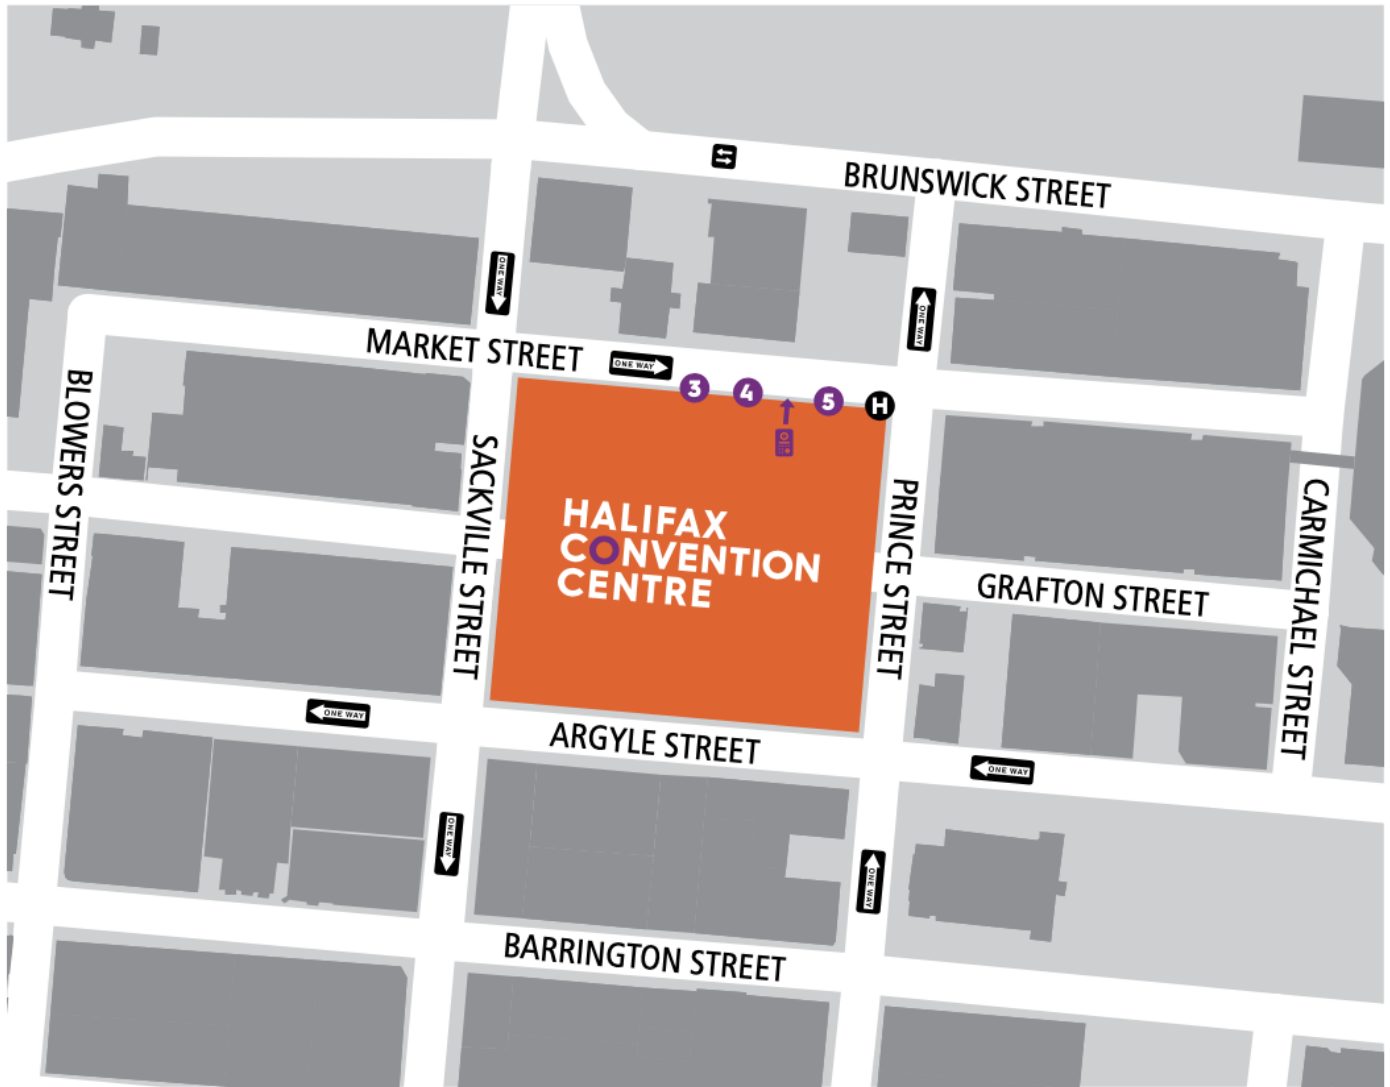 BRUNSWICK STREET
ONE WAY
ONE WAY
MARKET STREET
ONE WAY
3
4
5
H
BLOWERS STREET
SACKVILLE STREET
HALIFAX
CONVENTION
CENTRE
PRINCE STREET
CARMICHAEL STREET
GRAFTON STREET
ONE WAY
ARGYLE STREET
ONE WAY
ONE WAY
ONE WAY
BARRINGTON STREET